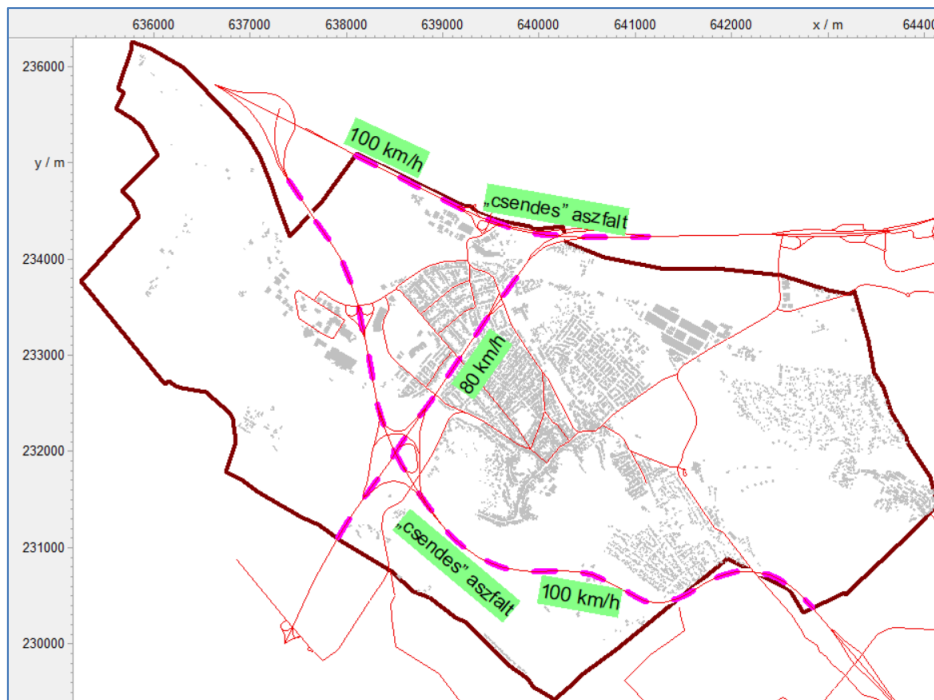 636000 637000 638000 639000 640000 641000 642000 x / m 64400
236000
y / m
234000
233000
232000
231000
230000
100 km/h
„csendes” aszfalt
80 km/h
„csendes” aszfalt
100 km/h